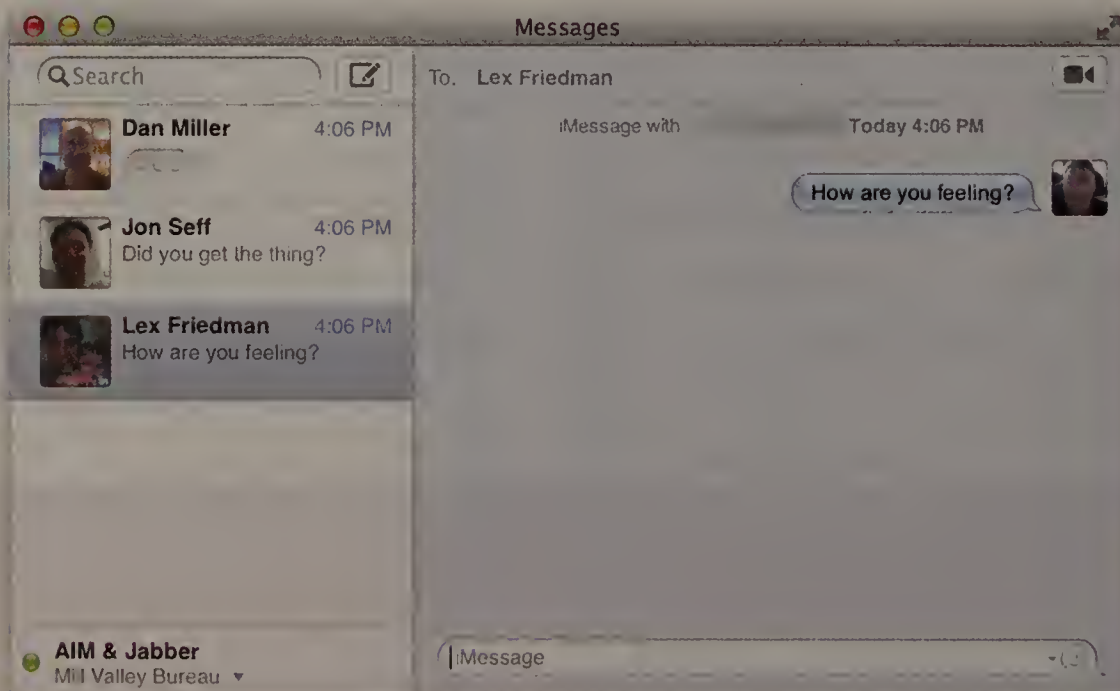 Messages
Search
To. Lex Friedman
Dan Miller 4:06 PM
Jon Seff 4:06 PM
Did you get the thing?
Lex Friedman 4:06 PM
How are you feeling?
AIM & Jabber
Mill Valley Bureau
iMessage with Today 4:06 PM
How are you feeling?
iMessage